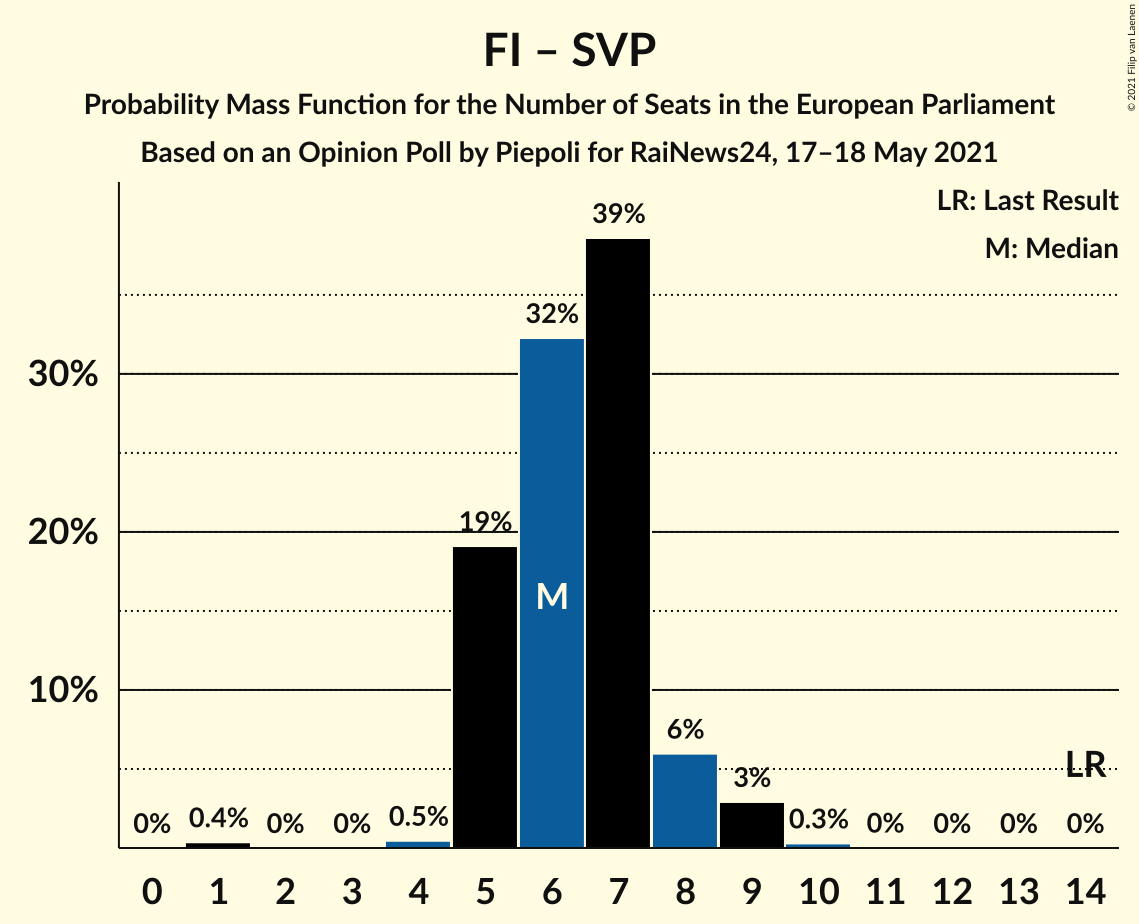 FI – SVP
Probability Mass Function for the Number of Seats in the European Parliament
Based on an Opinion Poll by Piepoli for RaiNews24, 17–18 May 2021
© 2021 Filip van Laenen
LR: Last Result
M: Median
39%
32%
30%
19%
20%
M
10%
6%
3%
LR
0% 0.4% 0% 0% 0.5% 0.3% 0% 0% 0% 0%
0 1 2 3 4 5 6 7 8 9 10 11 12 13 14